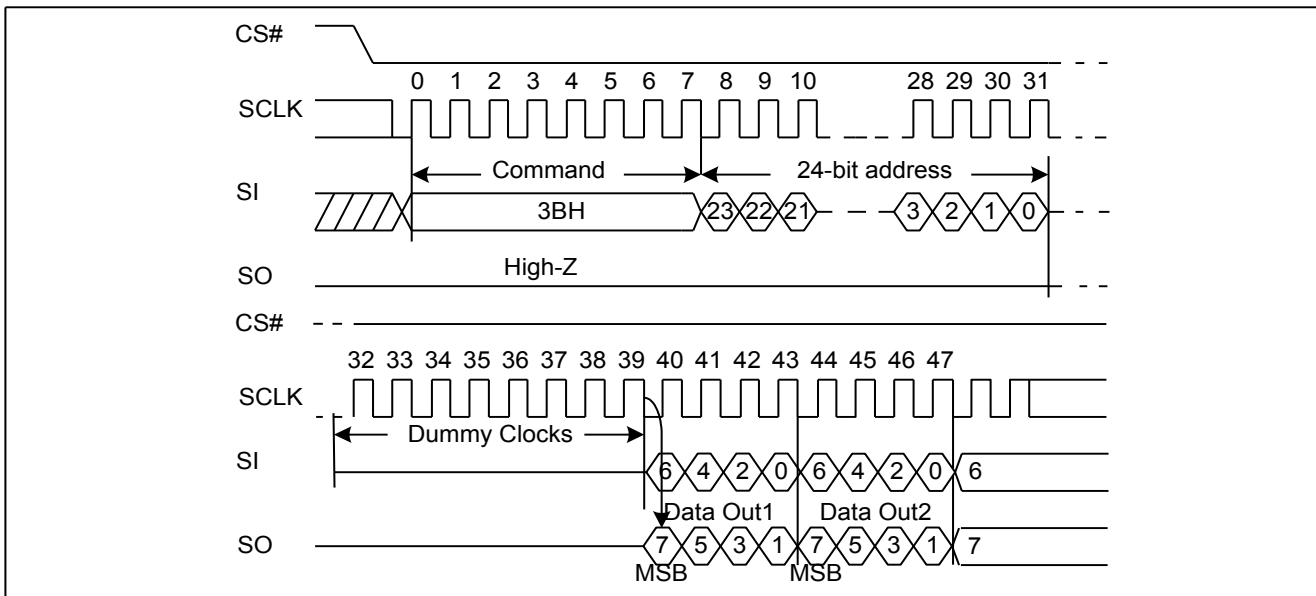 CS#
0 1 2 3 4 5 6 7 8 9 10 28 29 30 31
SCLK
Command 24-bit address
SI
3BH 23 22 21 3 2 1 0
High-Z
SO
CS#
32 33 34 35 36 37 38 39 40 41 42 43 44 45 46 47
SCLK
Dummy Clocks
SI
6 4 2 0 6 4 2 0 6
Data Out1 Data Out2
SO
7 5 3 1 7 5 3 1 7
MSB MSB